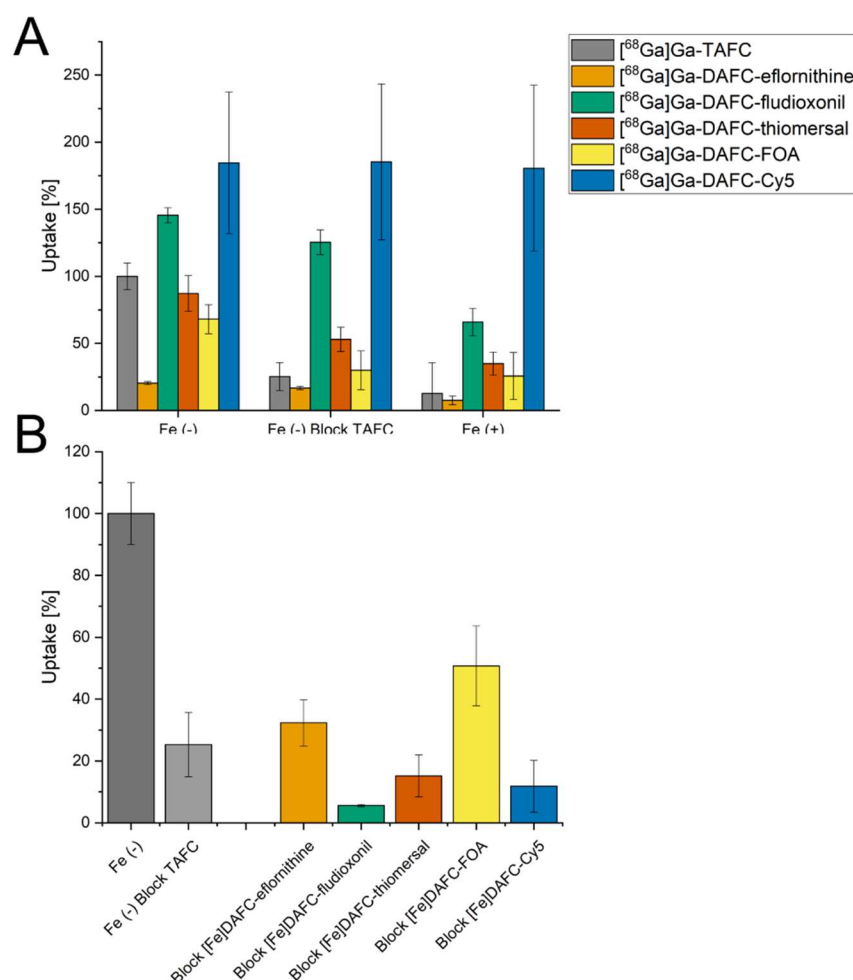 A
Uptake [%]
250
200
150
100
50
0
Fe (-)
Fe (-) Block TAFC
Fe (+)
[⁶⁸Ga]Ga-TAFC
[⁶⁸Ga]Ga-DAFC-eflornithine
[⁶⁸Ga]Ga-DAFC-fludioxonil
[⁶⁸Ga]Ga-DAFC-thiomersal
[⁶⁸Ga]Ga-DAFC-FOA
[⁶⁸Ga]Ga-DAFC-Cy5
B
Uptake [%]
120
100
80
60
40
20
0
Fe (-)
Fe (-) Block TAFC
Block [Fe]DAFC-eflornithine
Block [Fe]DAFC-fludioxonil
Block [Fe]DAFC-thiomersal
Block [Fe]DAFC-FOA
Block [Fe]DAFC-Cy5